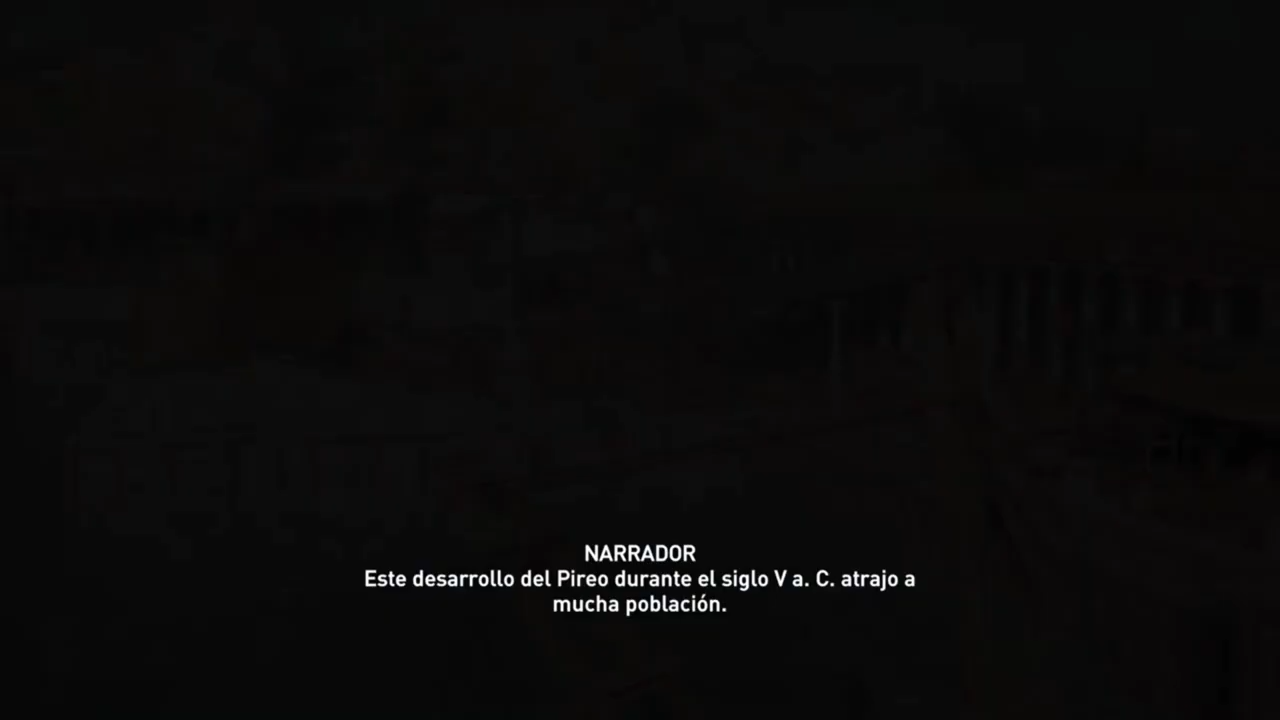 NARRADOR
Este desarrollo del Pireo durante el siglo V a. C. atrajo a
mucha población.